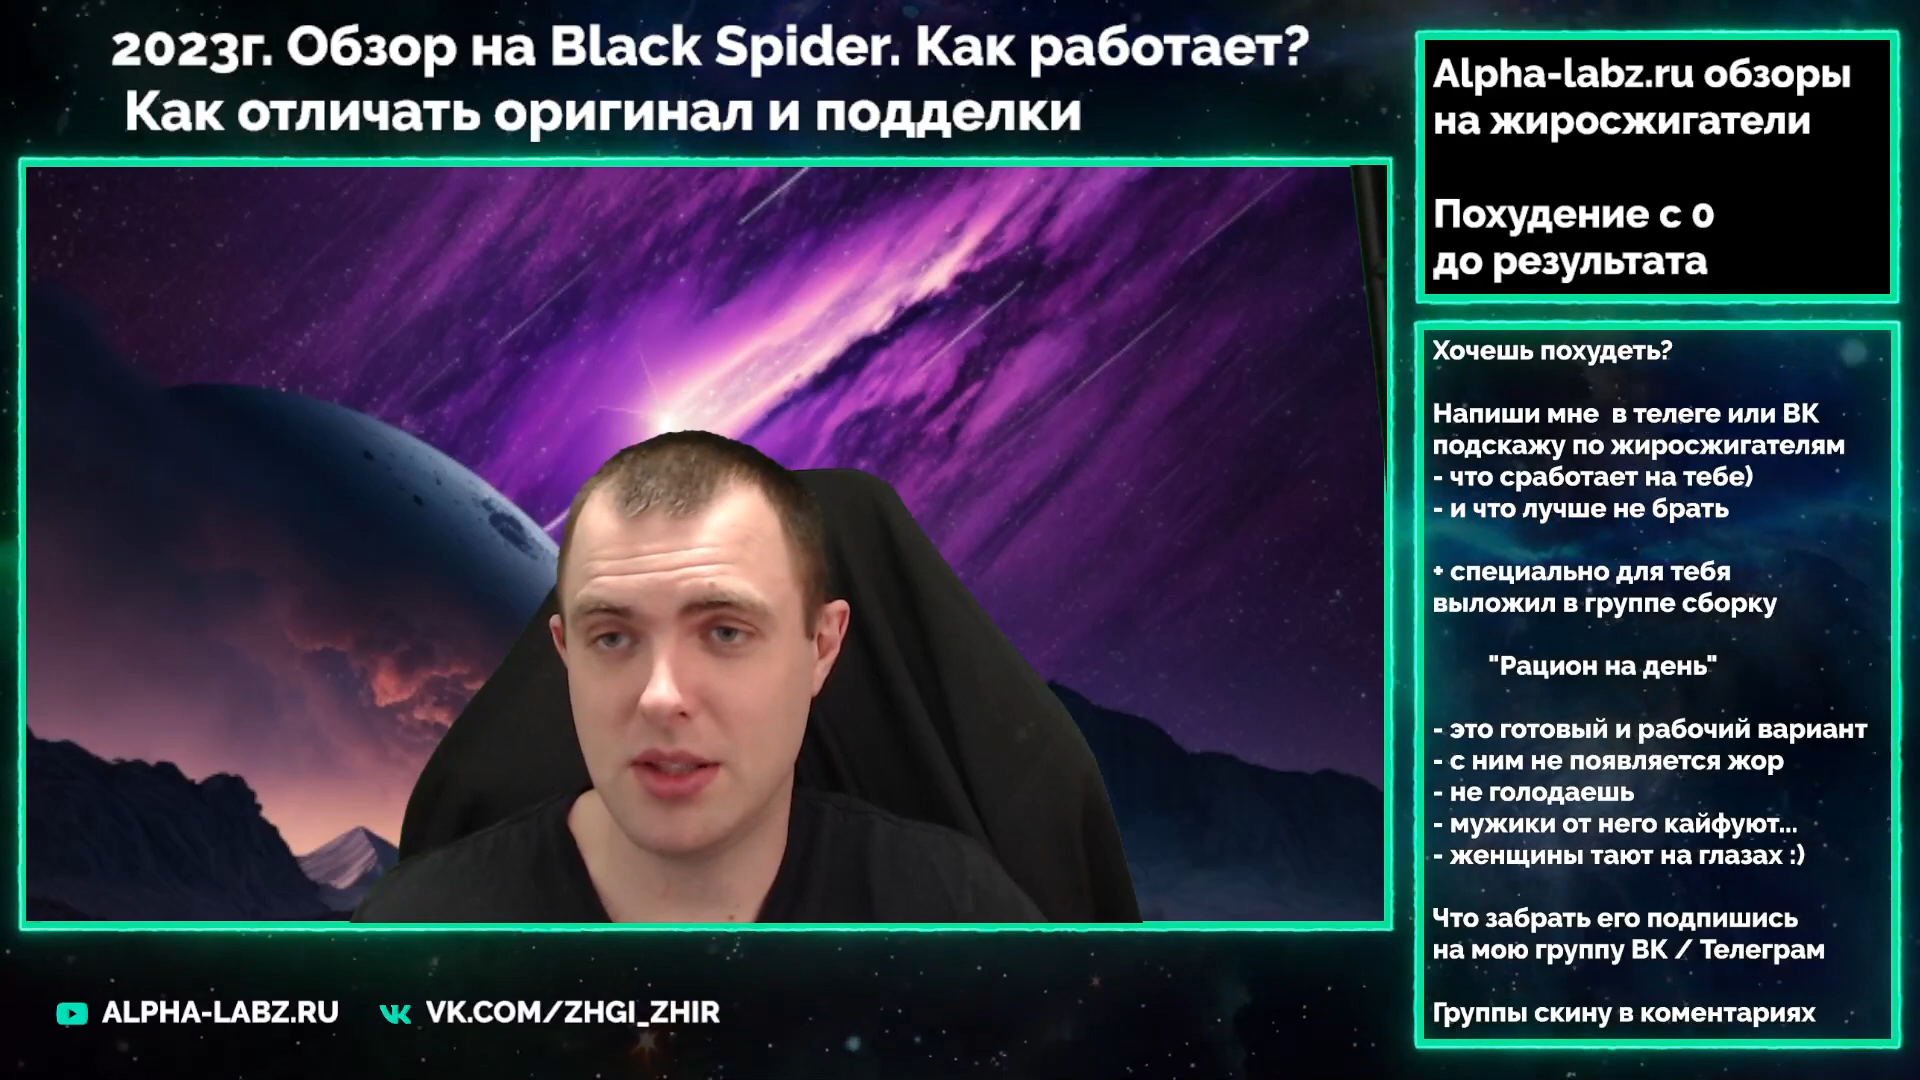 2023г. Обзор на Black Spider. Как работает?
Как отличать оригинал и подделки
Alpha-labz.ru обзоры
на жиросжигатели
Похудение с 0
до результата
Хочешь похудеть?
Напиши мне в телеге или ВК
подскажу по жиросжигателям
- что сработает на тебе)
- и что лучше не брать
+ специально для тебя
выложил в группе сборку
"Рацион на день"
- это готовый и рабочий вариант
- с ним не появляется жор
- не голодаешь
- мужики от него кайфуют...
- женщины тают на глазах :)
Что забрать его подпишись
на мою группу ВК / Телеграм
Группы скину в коментариях
ALPHA-LABZ.RU
VK.COM/ZHGI_ZHIR